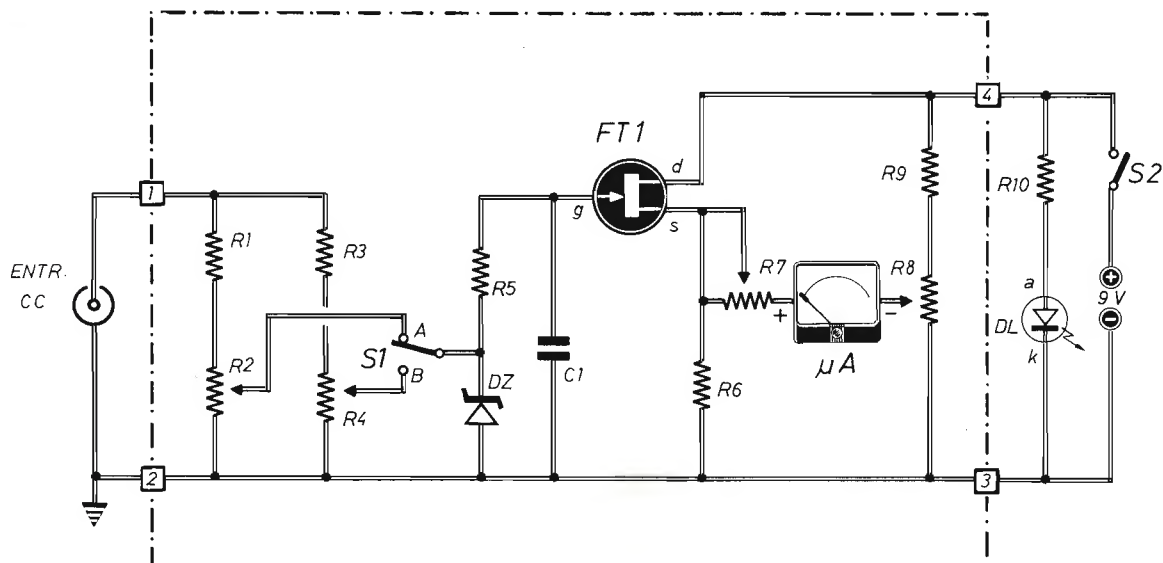 4
FT1
S2
d
R9
R10
1
g
s
R1
R3
R7
R8
ENTR.
CC
R5
+
-
a
+
9 V
-
A
S1
DL
B
DZ
C1
µA
k
R2
R4
R6
2
3